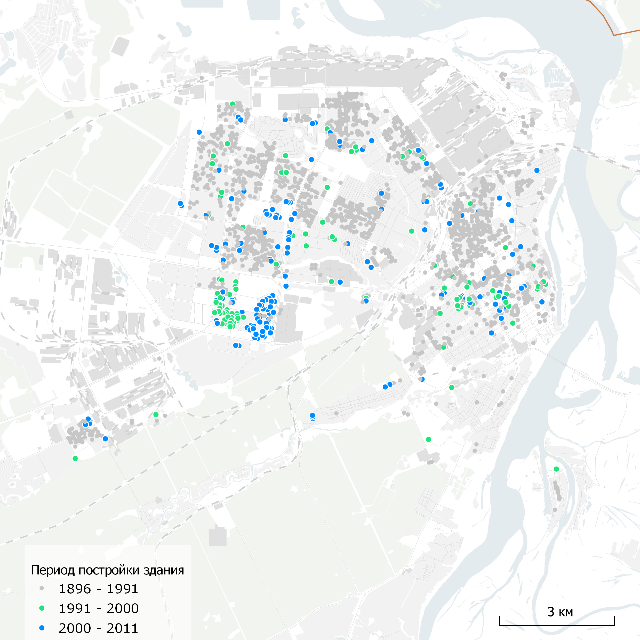 Период постройки здания
1896 - 1991
1991 - 2000
2000 - 2011
3 км